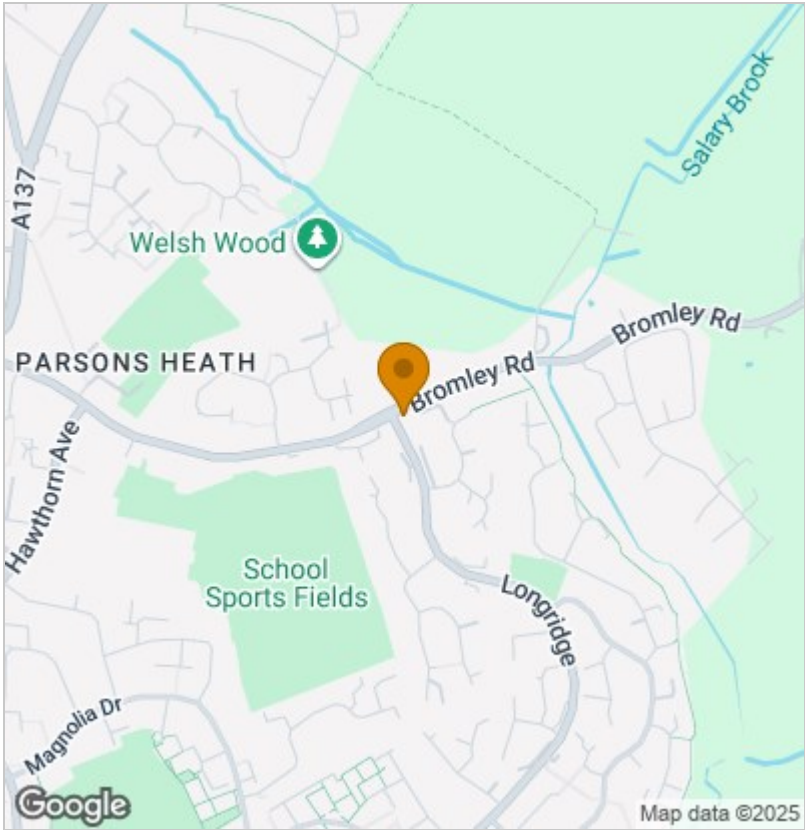 Salary Brook
A137
Welsh Wood
Bromley Rd
PARSONS HEATH
Bromley Rd
Hawthorn Ave
School
Sports Fields
Longridge
Magnolia Dr
Google
Map data ©2025